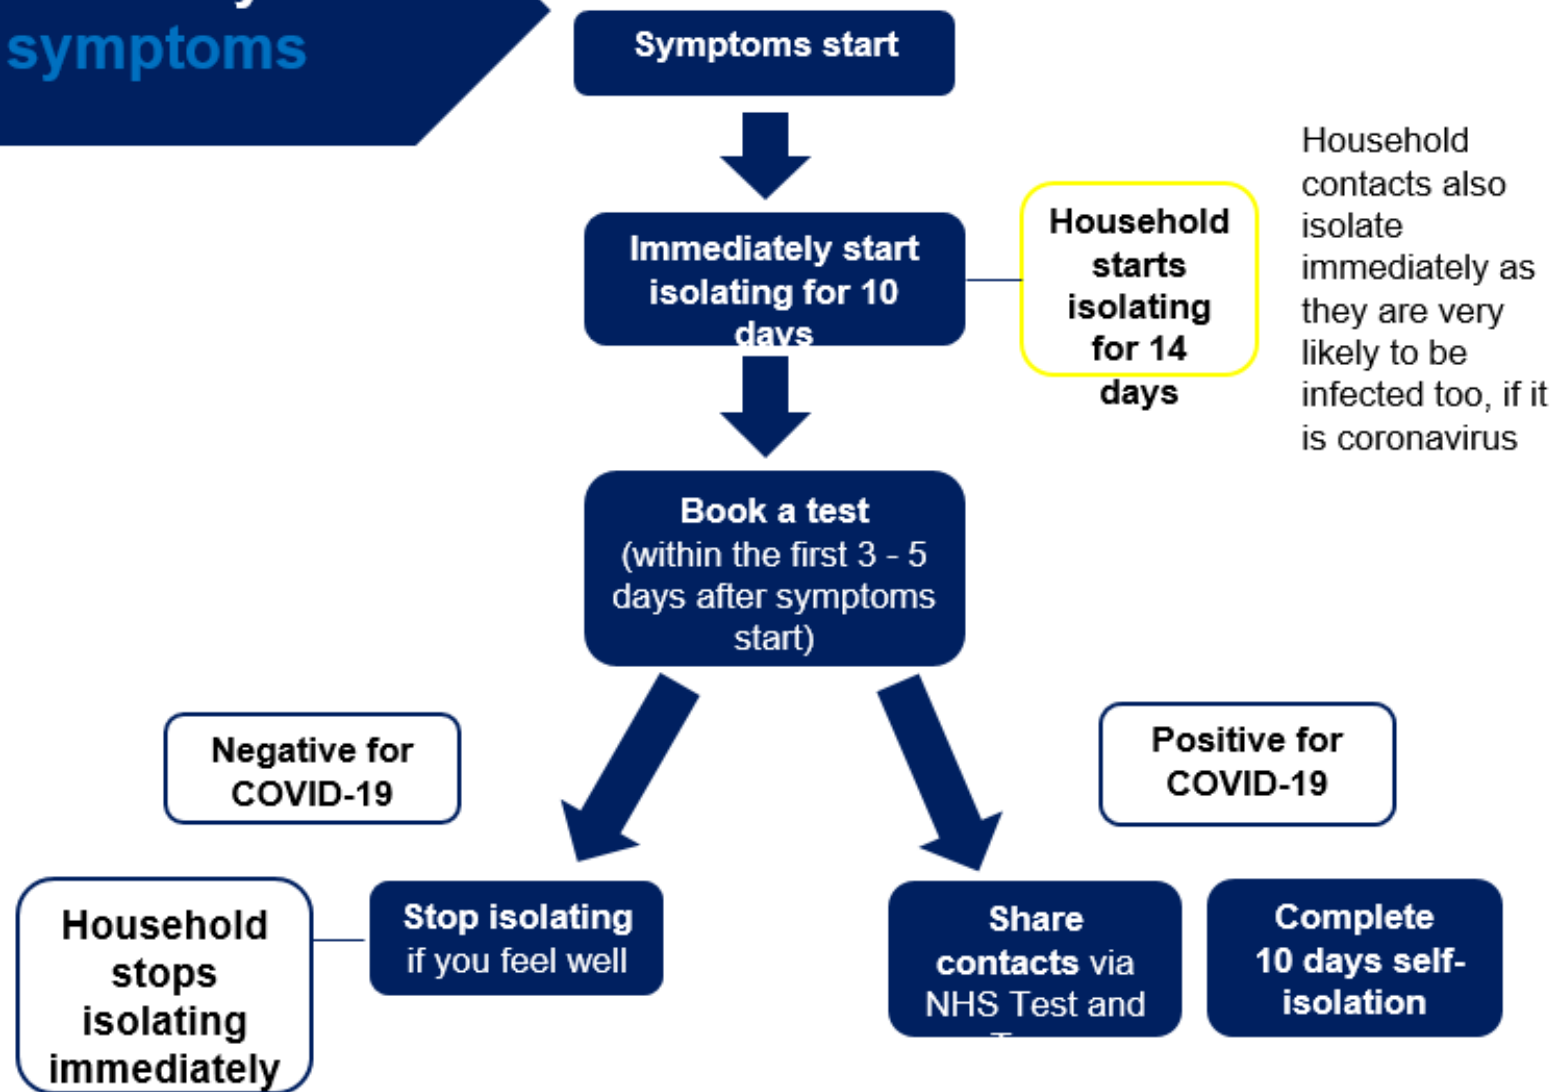 symptoms
Symptoms start
Immediately start
isolating for 10
days
Household
starts
isolating
for 14
days
Household
contacts also
isolate
immediately as
they are very
likely to be
infected too, if it
is coronavirus
Book a test
(within the first 3 - 5
days after symptoms
start)
Negative for
COVID-19
Positive for
COVID-19
Household
stops
isolating
immediately
Stop isolating
if you feel well
Share
contacts via
NHS Test and
Complete
10 days self-
isolation